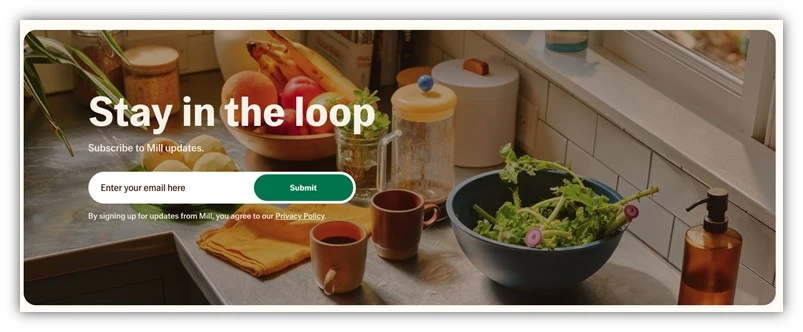 Stay in the loop
Subscribe to Mill updates.
Enter your email here
Submit
By signing up for updates from Mill, you agree to our Privacy Policy.